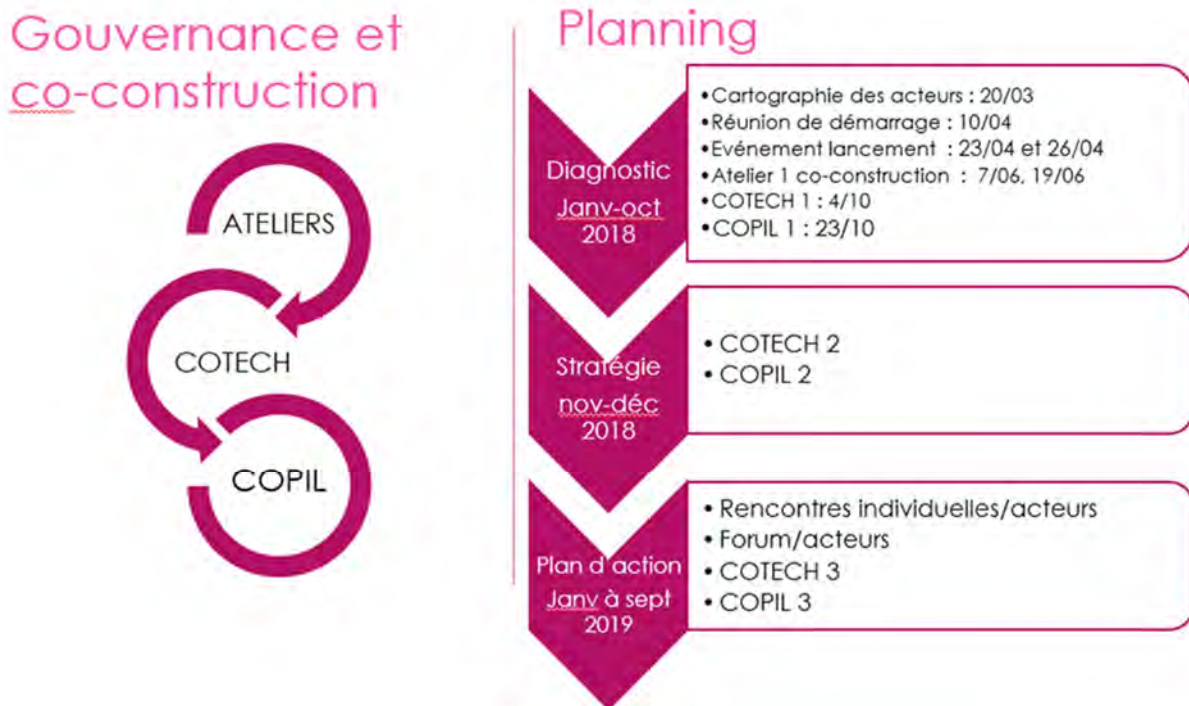 Gouvernance et
co-construction
ATELIERS
COTECH
COPIL
Planning
Diagnostic
Janv-oct
2018
•Cartographie des acteurs : 20/03
•Réunion de démarrage : 10/04
•Evénement lancement : 23/04 et 26/04
•Atelier 1 co-construction : 7/06, 19/06
•COTECH 1 : 4/10
•COPIL 1 : 23/10
Stratégie
nov-déc
2018
• COTECH 2
• COPIL 2
Plan d'action
Janv à sept
2019
• Rencontres individuelles/acteurs
• Forum/acteurs
• COTECH 3
• COPIL 3